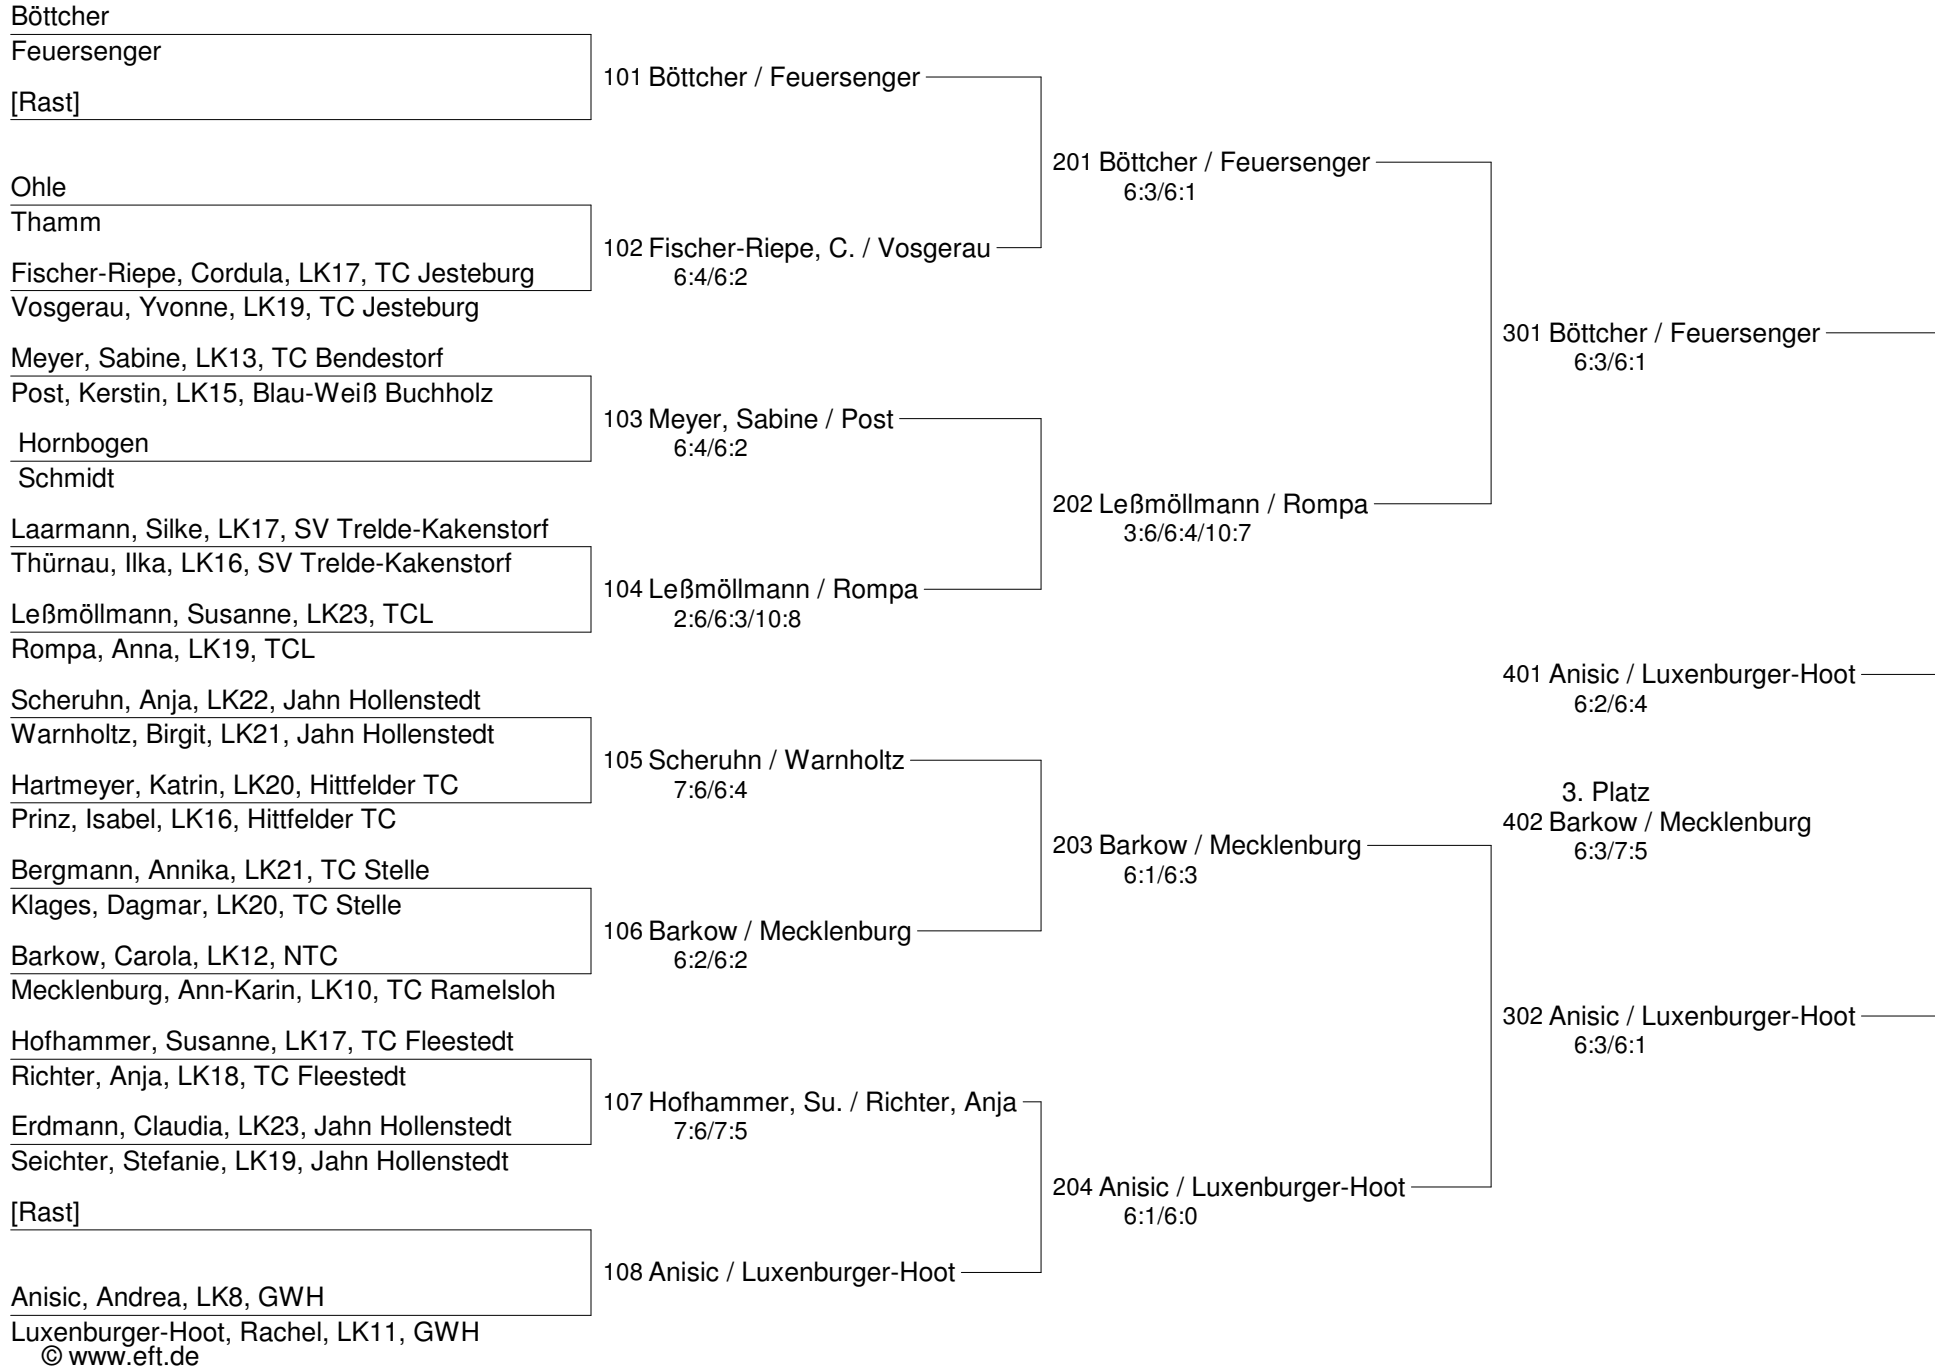 Böttcher
Feuersenger
[Rast]
Ohle
Thamm
Fischer-Riepe, Cordula, LK17, TC Jesteburg
Vosgerau, Yvonne, LK19, TC Jesteburg
Meyer, Sabine, LK13, TC Bendestorf
Post, Kerstin, LK15, Blau-Weiß Buchholz
Hornbogen
Schmidt
Laarmann, Silke, LK17, SV Trelde-Kakenstorf
Thürnau, Ilka, LK16, SV Trelde-Kakenstorf
Leßmöllmann, Susanne, LK23, TCL
Rompa, Anna, LK19, TCL
Scheruhn, Anja, LK22, Jahn Hollenstedt
Warnholtz, Birgit, LK21, Jahn Hollenstedt
Hartmeyer, Katrin, LK20, Hittfelder TC
Prinz, Isabel, LK16, Hittfelder TC
Bergmann, Annika, LK21, TC Stelle
Klages, Dagmar, LK20, TC Stelle
Barkow, Carola, LK12, NTC
Mecklenburg, Ann-Karin, LK10, TC Ramelsloh
Hofhammer, Susanne, LK17, TC Fleestedt
Richter, Anja, LK18, TC Fleestedt
Erdmann, Claudia, LK23, Jahn Hollenstedt
Seichter, Stefanie, LK19, Jahn Hollenstedt
[Rast]
Anisic, Andrea, LK8, GWH
Luxenburger-Hoot, Rachel, LK11, GWH
© www.eft.de
101 Böttcher / Feuersenger
102 Fischer-Riepe, C. / Vosgerau
6:4/6:2
103 Meyer, Sabine / Post
6:4/6:2
104 Leßmöllmann / Rompa
2:6/6:3/10:8
105 Scheruhn / Warnholtz
7:6/6:4
106 Barkow / Mecklenburg
6:2/6:2
107 Hofhammer, Su. / Richter, Anja
7:6/7:5
108 Anisic / Luxenburger-Hoot
201 Böttcher / Feuersenger
6:3/6:1
202 Leßmöllmann / Rompa
3:6/6:4/10:7
203 Barkow / Mecklenburg
6:1/6:3
204 Anisic / Luxenburger-Hoot
6:1/6:0
301 Böttcher / Feuersenger
6:3/6:1
401 Anisic / Luxenburger-Hoot
6:2/6:4
3. Platz
402 Barkow / Mecklenburg
6:3/7:5
302 Anisic / Luxenburger-Hoot
6:3/6:1